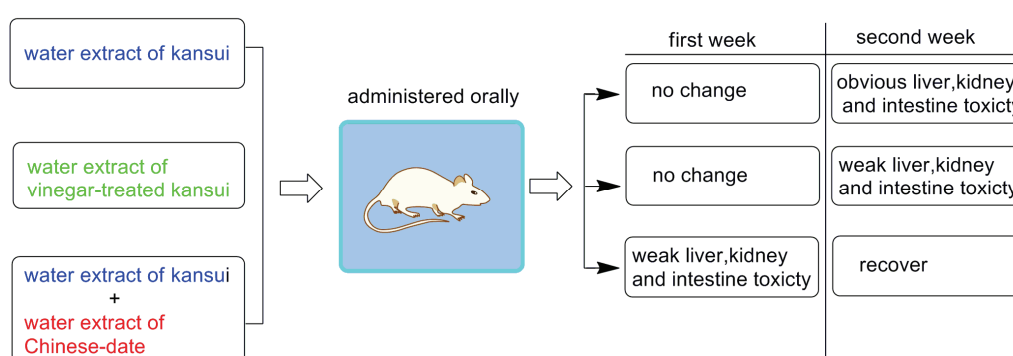 water extract of kansui
water extract of
vinegar-treated kansui
water extract of kansui
+
water extract of
Chinese-date
administered orally
first week
second week
no change
obvious liver,kidney
and intestine toxicty
no change
weak liver,kidney
and intestine toxicty
weak liver,kidney
and intestine toxicty
recover